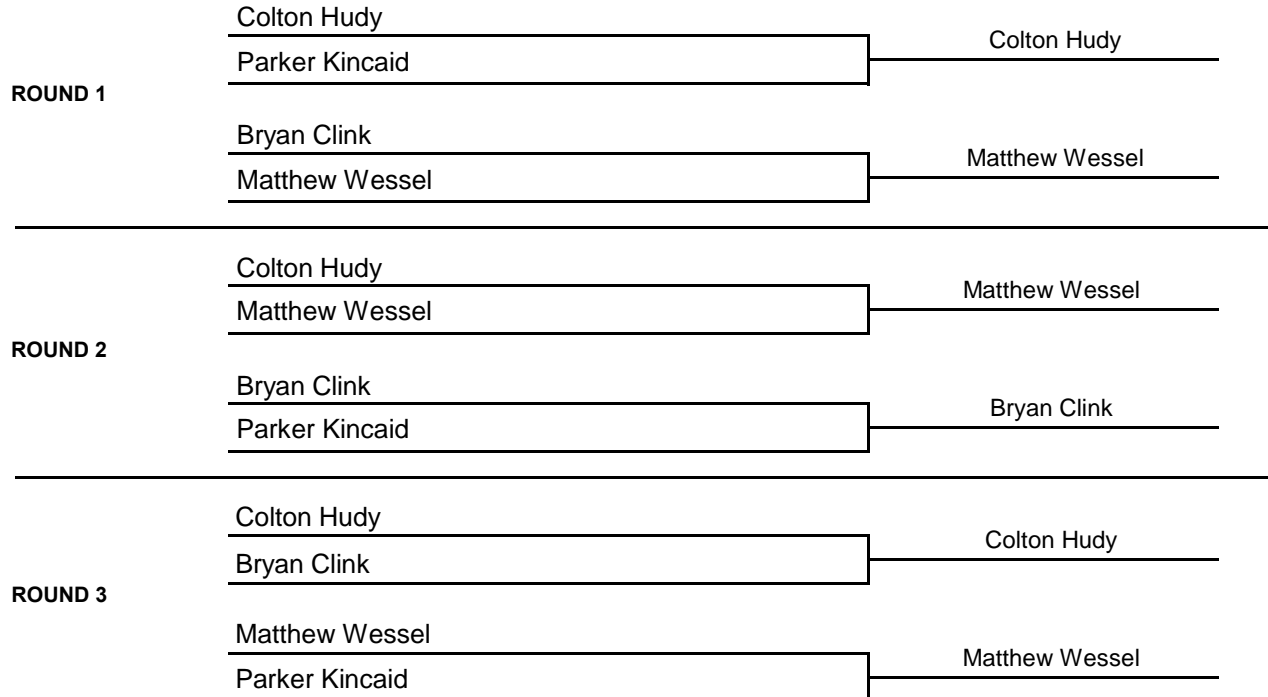 Colton Hudy
Colton Hudy
Parker Kincaid
ROUND 1
Bryan Clink
Matthew Wessel
Matthew Wessel
Colton Hudy
Matthew Wessel
Matthew Wessel
ROUND 2
Bryan Clink
Bryan Clink
Parker Kincaid
Colton Hudy
Colton Hudy
Bryan Clink
ROUND 3
Matthew Wessel
Matthew Wessel
Parker Kincaid